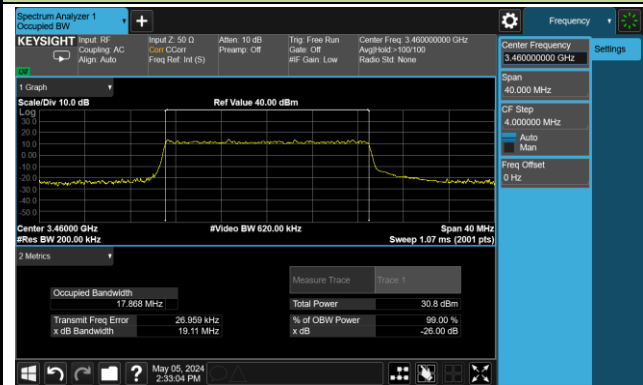 Spectrum Analyzer 1
Occupied BW
+
Frequency
KEYSIGHT
Input: RF
Coupling: AC
Align: Auto
Input Z: 50 Ω
Corr CCorr
Freq Ref: Int (S)
Atten: 10 dB
Preamp: Off
Trig: Free Run
Gate: Off
#IF Gain: Low
Center Freq: 3.460000000 GHz
Avg|Hold:>100/100
Radio Std: None
Center Frequency
3.460000000 GHz
Settings
Span
40.000 MHz
CF Step
4.000000 MHz
Auto
Man
Freq Offset
0 Hz
1 Graph
Scale/Div 10.0 dB
Ref Value 40.00 dBm
Log
30.0
20.0
10.0
0.00
-10.0
-20.0
-30.0
-40.0
-50.0
Center 3.46000 GHz
#Video BW 620.00 kHz
Span 40 MHz
#Res BW 200.00 kHz
Sweep 1.07 ms (2001 pts)
2 Metrics
Measure Trace
Trace 1
Occupied Bandwidth
17.868 MHz
Total Power
30.8 dBm
Transmit Freq Error
26.959 kHz
% of OBW Power
99.00 %
x dB Bandwidth
19.11 MHz
x dB
-26.00 dB
?
May 05, 2024
2:33:04 PM